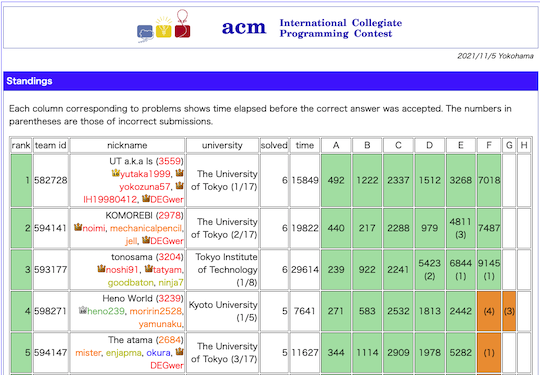 acm International Collegiate
Programming Contest
2021/11/5 Yokohama
Standings
Each column corresponding to problems shows time elapsed before the correct answer was accepted. The numbers in
parentheses are those of incorrect submissions.
rank team id nickname university solved time A B C D E F G H
UT a.k.a Is (3559)
yutaka1999,
yokozuna57,
IH19980412, DEGwer
1 582728 The University
of Tokyo (1/17)
6 15849 492 1222 2337 1512 3268 7018
KOMOREBI (2978)
noimi, mechanicalpencil,
jell, DEGwer
2 594141 The University
of Tokyo (2/17)
6 19822 440 217 2288 979 4811
(3)
7487
tonosama (3204)
noshi91, tatyam,
goodbaton, ninja7
3 593177 Tokyo Institute
of Technology
(1/8)
6 29614 239 922 2241 5423
(2)
6844
(1)
9145
(1)
Heno World (3239)
heno239, moririn2528,
yamunaku,
4 598271 Kyoto University
(1/5)
5 7641 271 583 2532 1813 2442 (4) (3)
The atama (2684)
mister, enjapma, okura,
DEGwer
5 594147 The University
of Tokyo (3/17)
5 11627 344 1114 2909 1978 5282 (1)